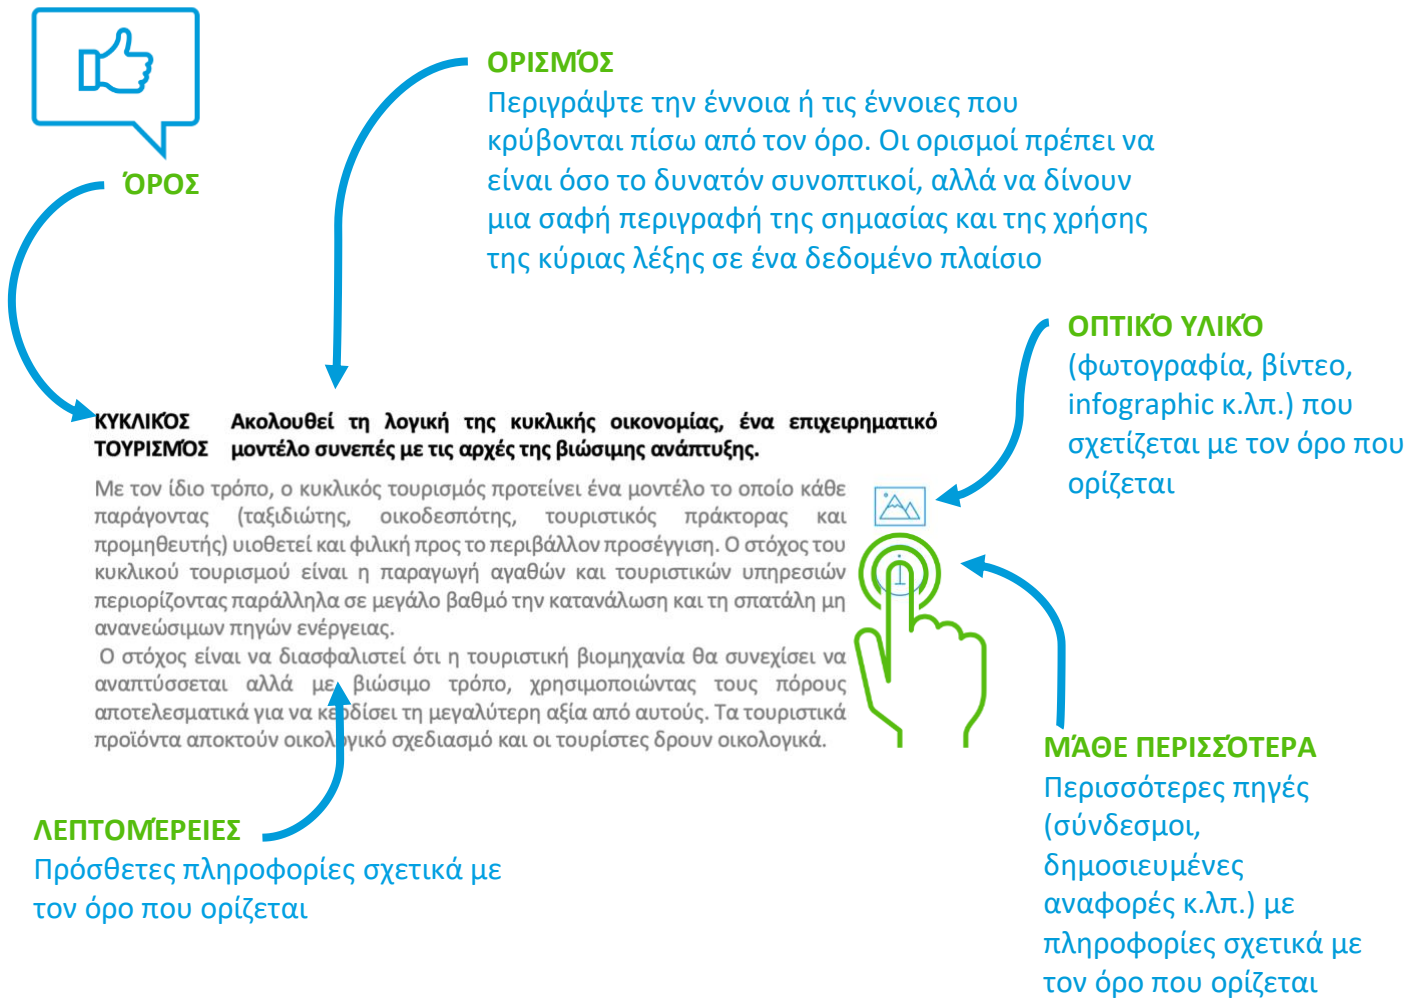 ΟΡΙΣΜΌΣ
Περιγράψτε την έννοια ή τις έννοιες που
κρύβονται πίσω από τον όρο. Οι ορισμοί πρέπει να
είναι όσο το δυνατόν συνοπτικοί, αλλά να δίνουν
μια σαφή περιγραφή της σημασίας και της χρήσης
της κύριας λέξης σε ένα δεδομένο πλαίσιο
ΌΡΟΣ
ΟΠΤΙΚΌ ΥΛΙΚΌ
(φωτογραφία, βίντεο,
infographic κ.λπ.) που
σχετίζεται με τον όρο που
ορίζεται
ΚΥΚΛΙΚΌΣ
ΤΟΥΡΙΣΜΌΣ
Ακολουθεί τη λογική της κυκλικής οικονομίας, ένα επιχειρηματικό
μοντέλο συνεπές με τις αρχές της βιώσιμης ανάπτυξης.
Με τον ίδιο τρόπο, ο κυκλικός τουρισμός προτείνει ένα μοντέλο το οποίο κάθε
παράγοντας (ταξιδιώτης, οικοδεσπότης, τουριστικός πράκτορας και
προμηθευτής) υιοθετεί και φιλική προς το περιβάλλον προσέγγιση. Ο στόχος του
κυκλικού τουρισμού είναι η παραγωγή αγαθών και τουριστικών υπηρεσιών
περιορίζοντας παράλληλα σε μεγάλο βαθμό την κατανάλωση και τη σπατάλη μη
ανανεώσιμων πηγών ενέργειας.
Ο στόχος είναι να διασφαλιστεί ότι η τουριστική βιομηχανία θα συνεχίσει να
αναπτύσσεται αλλά με βιώσιμο τρόπο, χρησιμοποιώντας τους πόρους
αποτελεσματικά για να κερδίσει τη μεγαλύτερη αξία από αυτούς. Τα τουριστικά
προϊόντα αποκτούν οικολογικό σχεδιασμό και οι τουρίστες δρουν οικολογικά.
ΛΕΠΤΟΜΈΡΕΙΕΣ
Πρόσθετες πληροφορίες σχετικά με
τον όρο που ορίζεται
ΜΆΘΕ ΠΕΡΙΣΣΌΤΕΡΑ
Περισσότερες πηγές
(σύνδεσμοι,
δημοσιευμένες
αναφορές κ.λπ.) με
πληροφορίες σχετικά με
τον όρο που ορίζεται